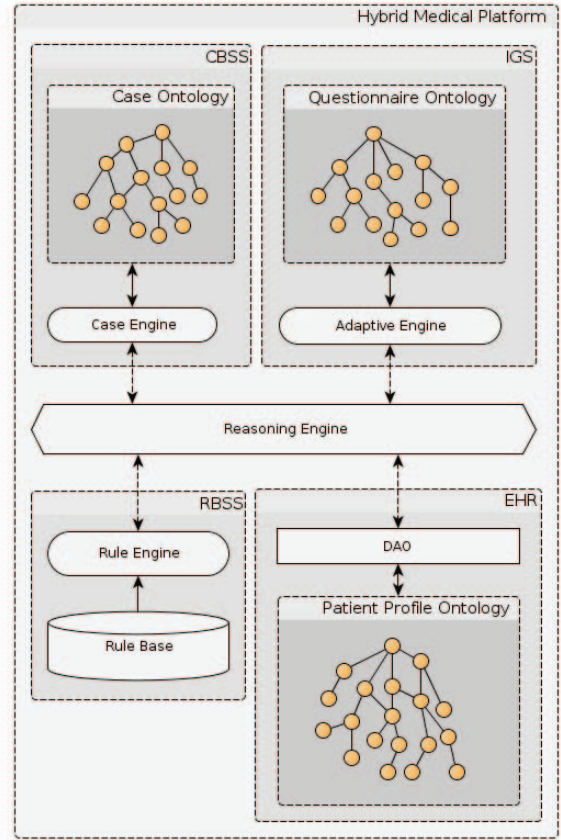 Hybrid Medical Platform
CBSS
IGS
Case Ontology
Questionnaire Ontology
Case Engine
Adaptive Engine
Reasoning Engine
RBSS
EHR
Rule Engine
DAO
Rule Base
Patient Profile Ontology